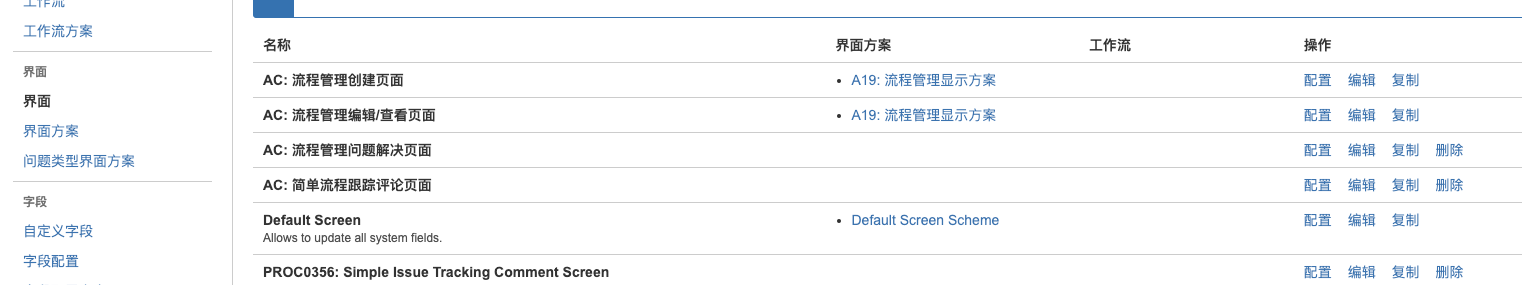 工作流
工作流方案
界面
界面
界面方案
问题类型界面方案
字段
自定义字段
字段配置
名称 界面方案 工作流 操作
AC: 流程管理创建页面 • A19: 流程管理显示方案 配置 编辑 复制
AC: 流程管理编辑/查看页面 • A19: 流程管理显示方案 配置 编辑 复制
AC: 流程管理问题解决页面 配置 编辑 复制 删除
AC: 简单流程跟踪评论页面 配置 编辑 复制 删除
Default Screen • Default Screen Scheme 配置 编辑 复制
Allows to update all system fields.
PROC0356: Simple Issue Tracking Comment Screen 配置 编辑 复制 删除